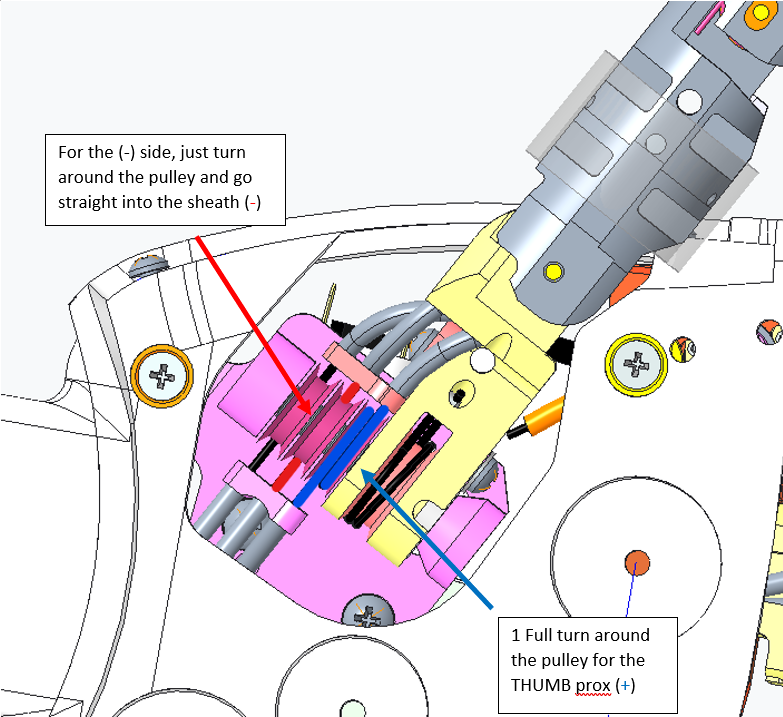 For the (-) side, just turn
around the pulley and go
straight into the sheath (-)
1 Full turn around
the pulley for the
THUMB prox (+)